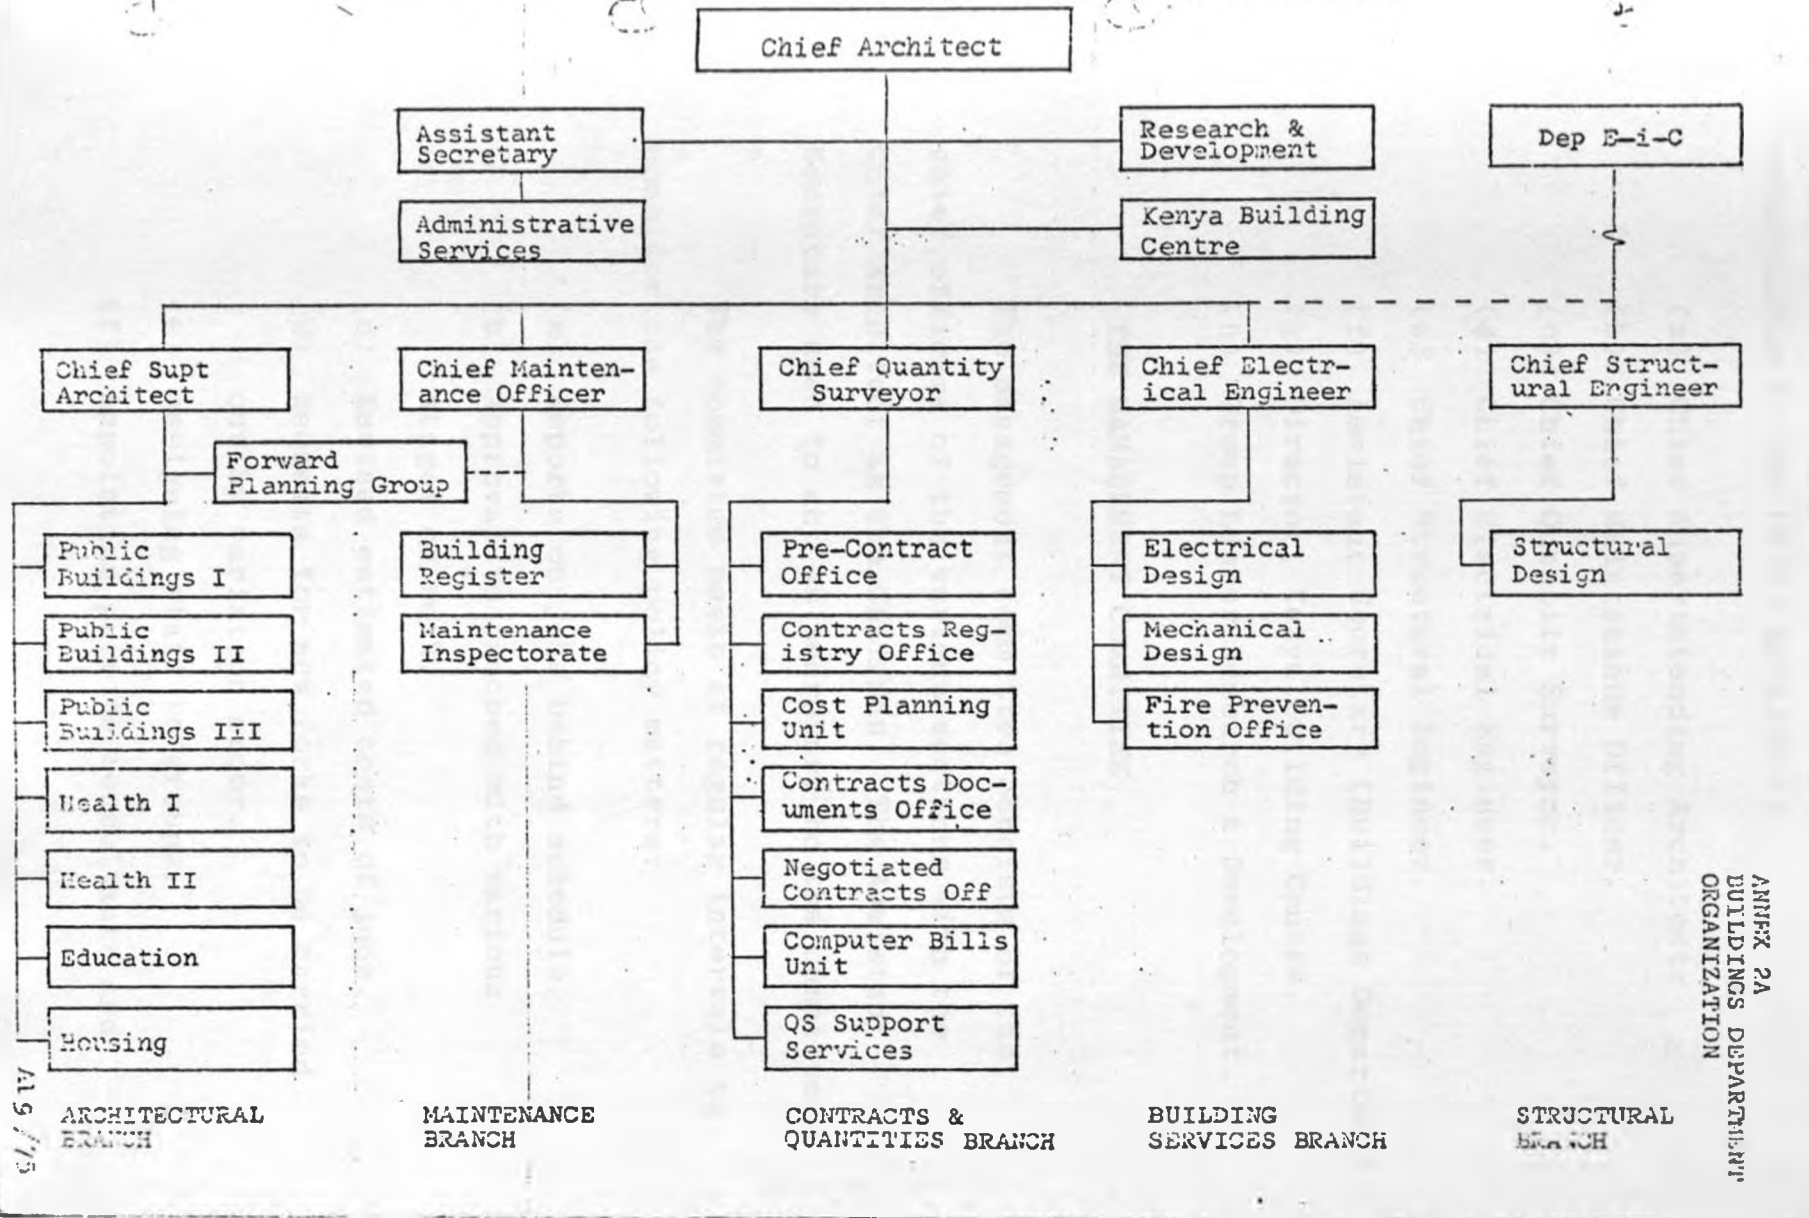 Chief Architect
Assistant
Secretary
Research &
Development
Dep E-i-C
Administrative
Services
Kenya Building
Centre
Chief Supt
Architect
Chief Mainten-
ance Officer
Chief Quantity
Surveyor
Chief Electr-
ical Engineer
Chief Struct-
ural Engineer
Forward
Planning Group
Public
Buildings I
Public
Buildings II
Public
Buildings III
Health I
Health II
Education
Housing
Building
Register
Maintenance
Inspectorate
Pre-Contract
Office
Contracts Reg-
istry Office
Cost Planning
Unit
Contracts Doc-
uments Office
Negotiated
Contracts Off
Computer Bills
Unit
QS Support
Services
Electrical
Design
Mechanical
Design
Fire Preven-
tion Office
Structural
Design
ARCHITECTURAL
BRANCH
MAINTENANCE
BRANCH
CONTRACTS &
QUANTITIES BRANCH
BUILDING
SERVICES BRANCH
STRUCTURAL
BRANCH
ANNEX 2A
BUILDINGS DEPARTMENT
ORGANIZATION